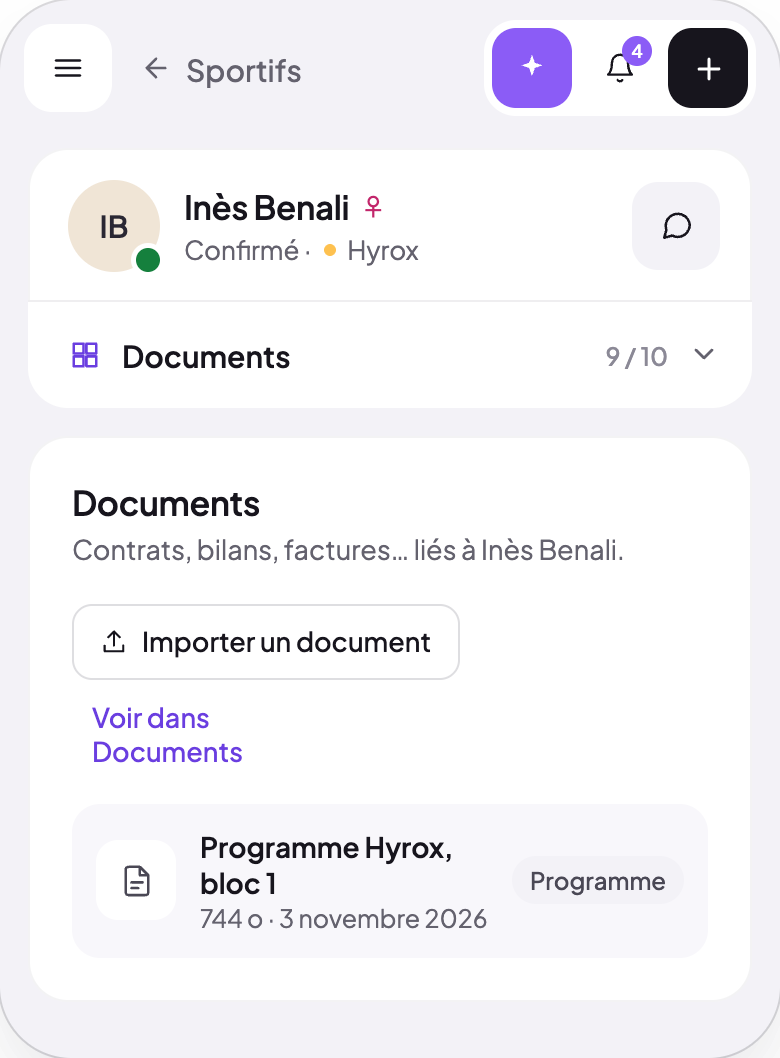 Sportifs
4
IB
Inès Benali ♀
Confirmé · Hyrox
Documents
9 / 10
Documents
Contrats, bilans, factures… liés à Inès Benali.
Importer un document
Voir dans
Documents
Programme Hyrox,
bloc 1
744 o · 3 novembre 2026
Programme